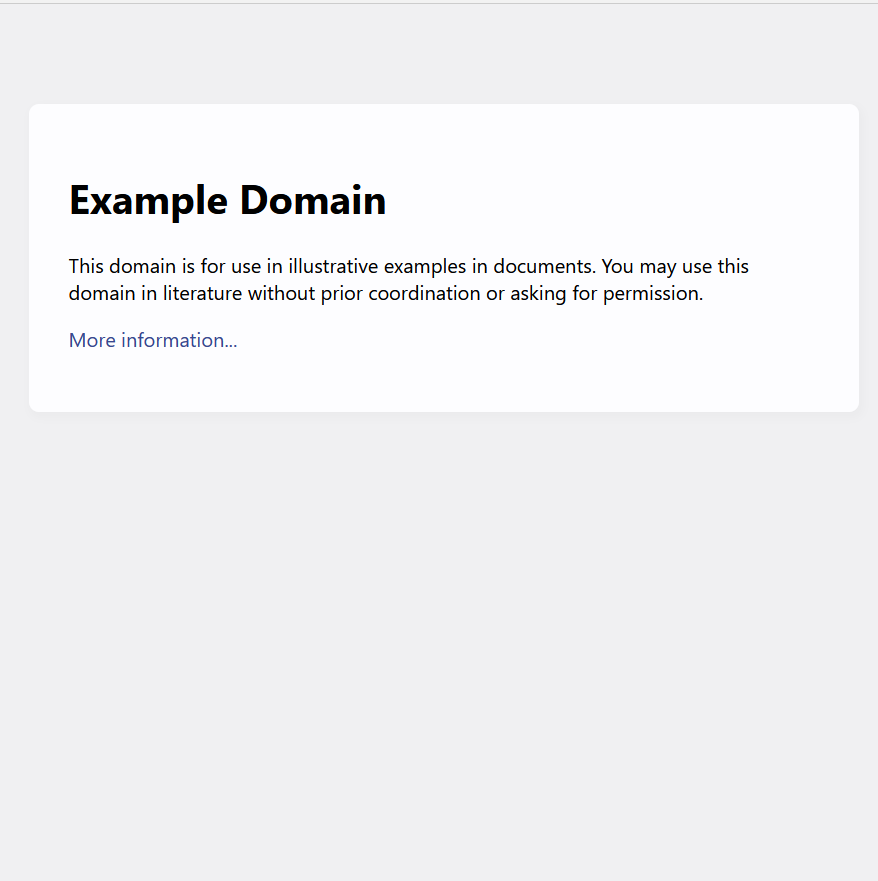 Example Domain
This domain is for use in illustrative examples in documents. You may use this
domain in literature without prior coordination or asking for permission.
More information...